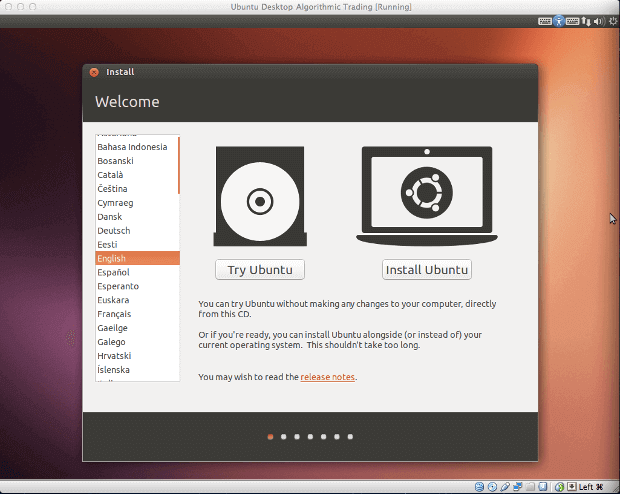 Ubuntu Desktop Algorithmic Trading [Running]
Install
Welcome
Bahasa Indonesia
Bosanski
Català
Čeština
Cymraeg
Dansk
Deutsch
Eesti
English
Español
Esperanto
Euskara
Français
Gaeilge
Galego
Hrvatski
Íslenska
Try Ubuntu
Install Ubuntu
You can try Ubuntu without making any changes to your computer, directly
from this CD.
Or if you're ready, you can install Ubuntu alongside (or instead of) your
current operating system. This shouldn't take too long.
You may wish to read the release notes.
Left ⌘